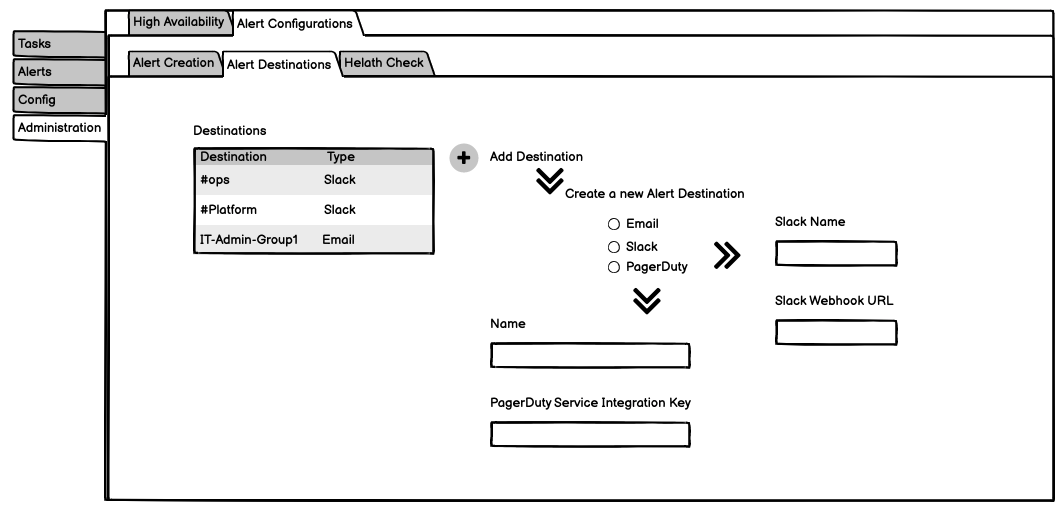 High Availability
Alert Configurations
Tasks
Alerts
Config
Administration
Alert Creation
Alert Destinations
Helath Check
Destinations
Destination Type
#ops Slack
#Platform Slack
IT-Admin-Group1 Email
Add Destination
Create a new Alert Destination
Email
Slack
PagerDuty
Slack Name
Slack Webhook URL
Name
PagerDuty Service Integration Key